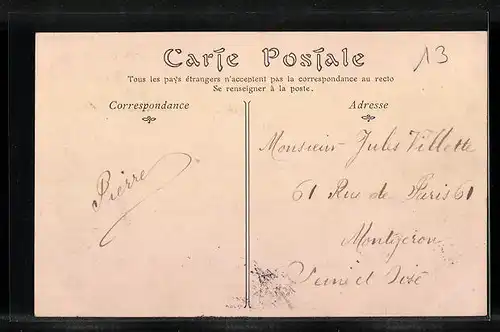 Carte Postale
13
Tous les pays étrangers n'acceptent pas la correspondance au recto
Se renseigner à la poste.
Correspondance
Adresse
Pierre
Monsieur Jules Villette
61 Rue de Paris 61
Montgeron
Seine et Oise